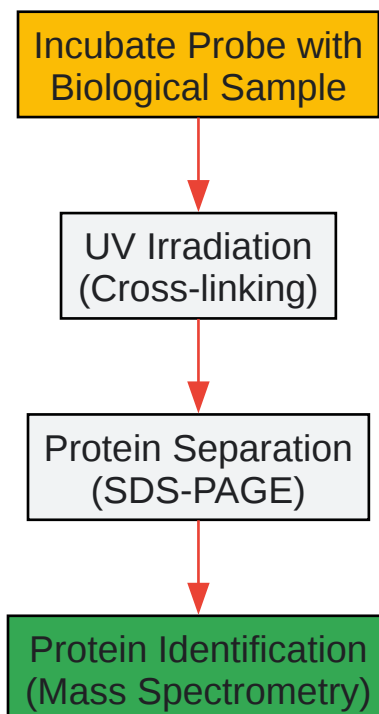 Incubate Probe with
Biological Sample
UV Irradiation
(Cross-linking)
Protein Separation
(SDS-PAGE)
Protein Identification
(Mass Spectrometry)